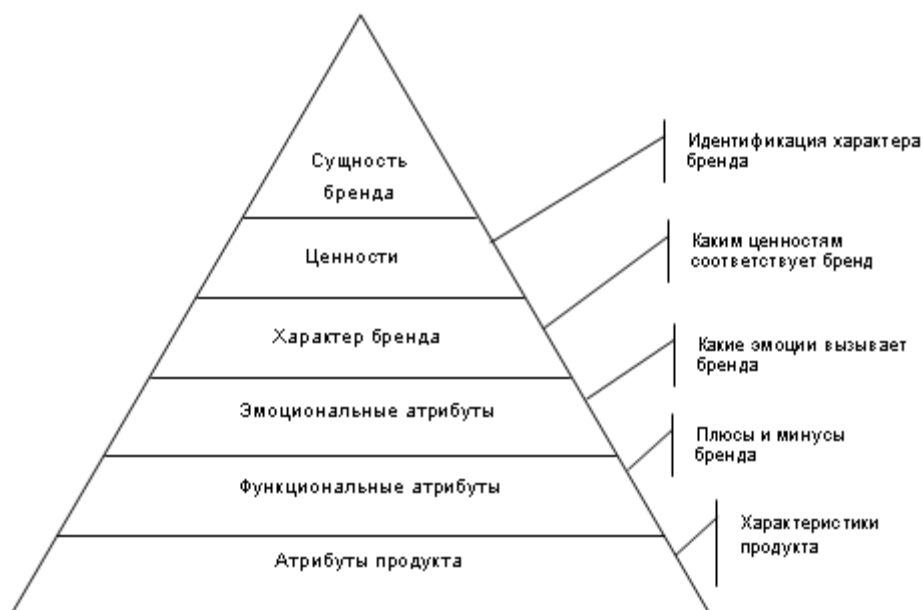 Сущность
бренда
Ценности
Характер бренда
Эмоциональные атрибуты
Функциональные атрибуты
Атрибуты продукта
Идентификация характера
бренда
Каким ценностям
соответствует бренд
Какие эмоции вызывает
бренда
Плюсы и минусы
бренда
Характеристики
продукта